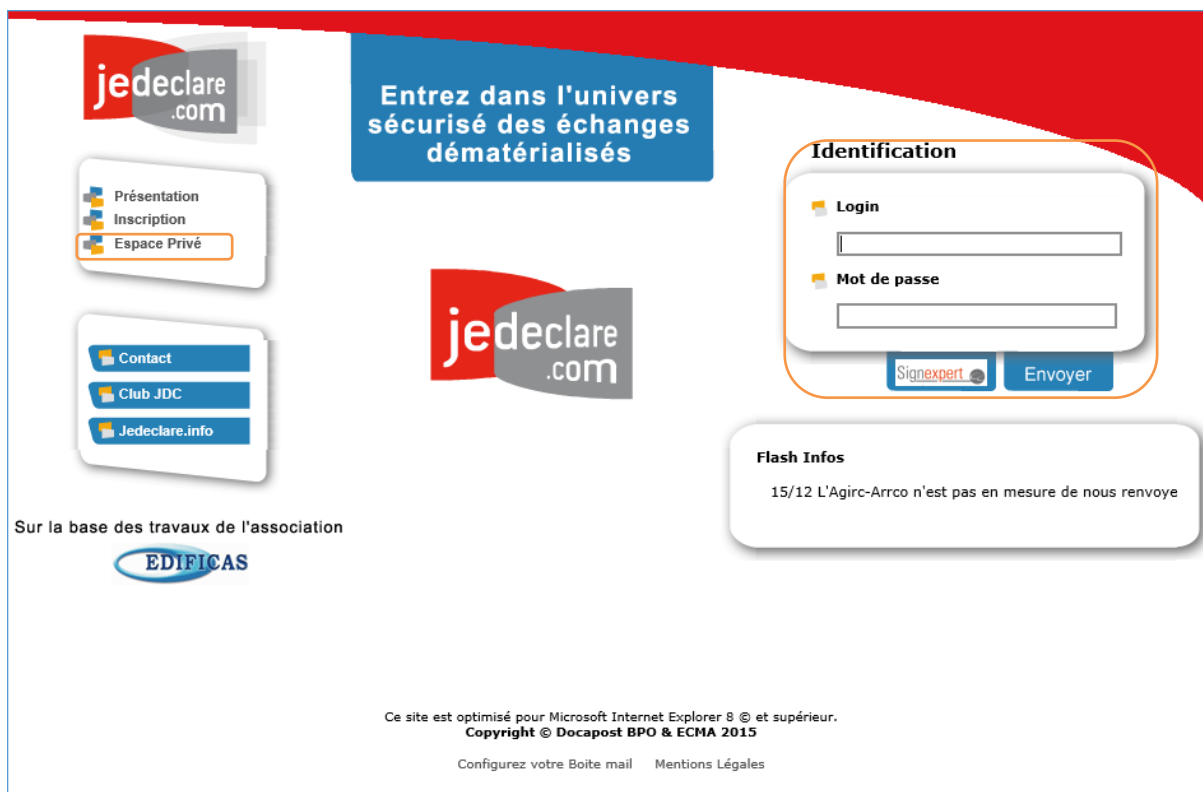 jedeclare
.com
Présentation
Inscription
Espace Privé
Contact
Club JDC
Jedeclare.info
Sur la base des travaux de l'association
EDIFICAS
Entrez dans l'univers
sécurisé des échanges
dématérialisés
jedeclare
.com
Identification
Login
Mot de passe
Signexpert
Envoyer
Flash Infos
15/12 L'Agirc-Arrco n'est pas en mesure de nous renvoye
Ce site est optimisé pour Microsoft Internet Explorer 8 © et supérieur.
Copyright © Docapost BPO & ECMA 2015
Configurez votre Boite mail Mentions Légales